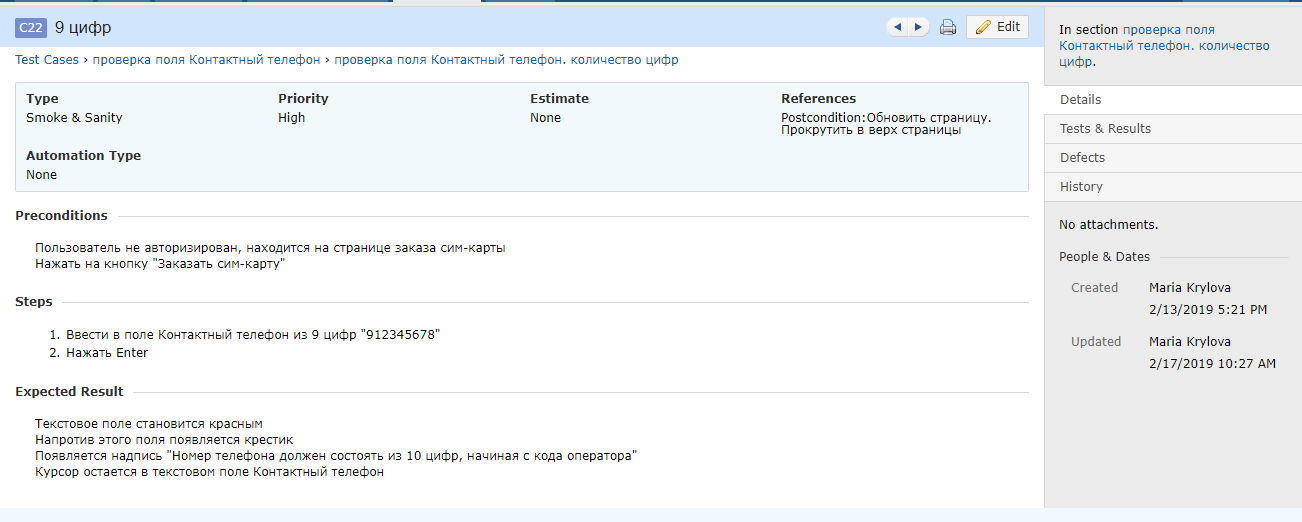 C22 9 цифр
Edit
Test Cases › проверка поля Контактный телефон › проверка поля Контактный телефон. количество цифр
Type Priority Estimate References
Smoke & Sanity High None Postcondition:Обновить страницу.
Прокрутить в верх страницы
Automation Type
None
Preconditions
Пользователь не авторизирован, находится на странице заказа сим-карты
Нажать на кнопку "Заказать сим-карту"
Steps
1. Ввести в поле Контактный телефон из 9 цифр "912345678"
2. Нажать Enter
Expected Result
Текстовое поле становится красным
Напротив этого поля появляется крестик
Появляется надпись "Номер телефона должен состоять из 10 цифр, начиная с кода оператора"
Курсор остается в текстовом поле Контактный телефон
In section проверка поля
Контактный телефон. количество
цифр.
Details
Tests & Results
Defects
History
No attachments.
People & Dates
Created Maria Krylova
2/13/2019 5:21 PM
Updated Maria Krylova
2/17/2019 10:27 AM